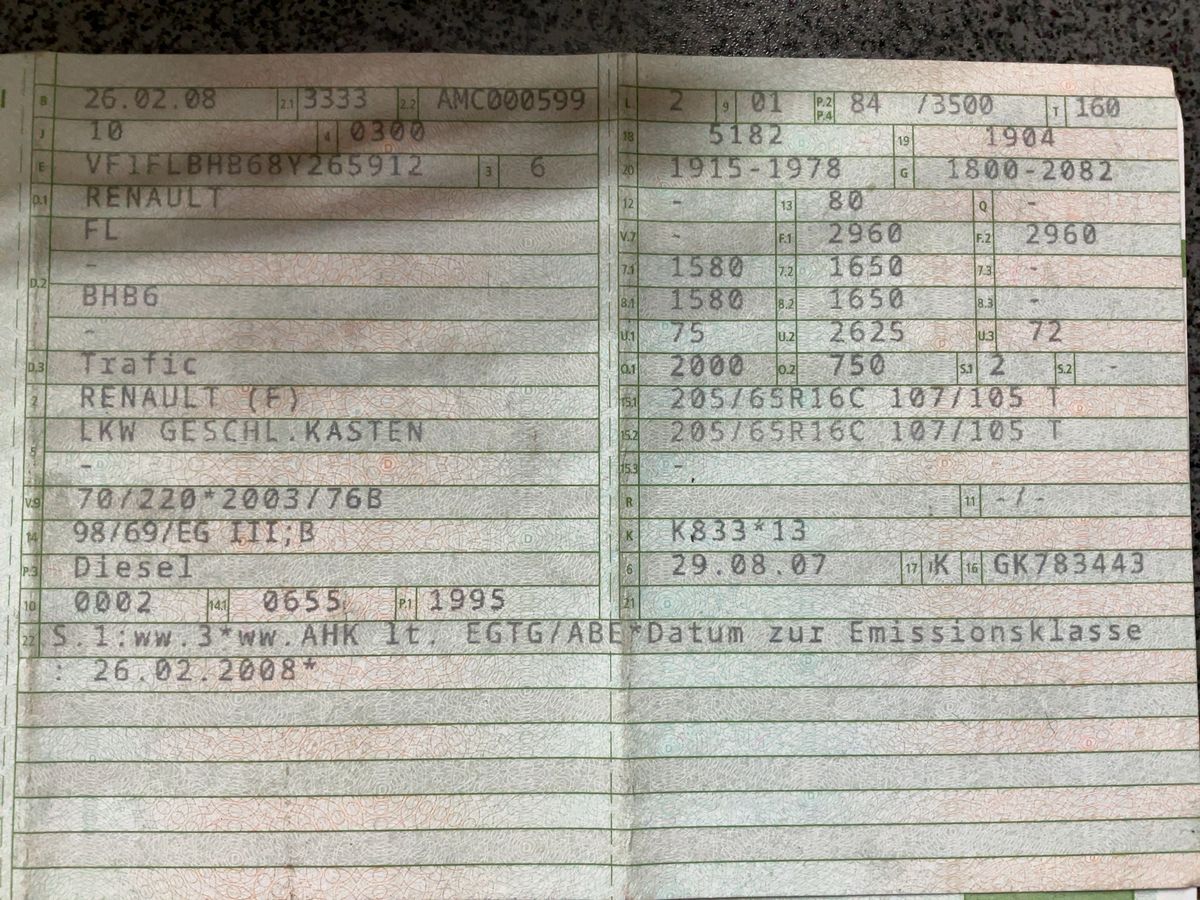 B 26.02.08 2.1 3333 2.2 AMC000599
J 10 4 0300
E VF1FLBHB68Y265912 3 6
D.1 RENAULT
FL
D.2 -
BHB6
-
D.3 Trafic
2 RENAULT (F)
5 LKW GESCHL.KASTEN
-
V.9 70/220*2003/76B
14 98/69/EG III;B
P.3 Diesel
10 0002 14.1 0655 P.1 1995
L 2 9 01 P.2 P.4 84 /3500 T 160
18 5182 19 1904
20 1915-1978 G 1800-2082
12 - 13 80 Q -
V.7 - F.1 2960 F.2 2960
7.1 1580 7.2 1650 7.3 -
8.1 1580 8.2 1650 8.3 -
U.1 75 U.2 2625 U.3 72
O.1 2000 O.2 750 S.1 2 S.2 -
15.1 205/65R16C 107/105 T
15.2 205/65R16C 107/105 T
15.3 -
R 11 -/-
K K833*13
6 29.08.07 17 K 16 GK783443
21
22 S.1:ww.3*ww.AHK lt. EGTG/ABE*Datum zur Emissionsklasse
: 26.02.2008*